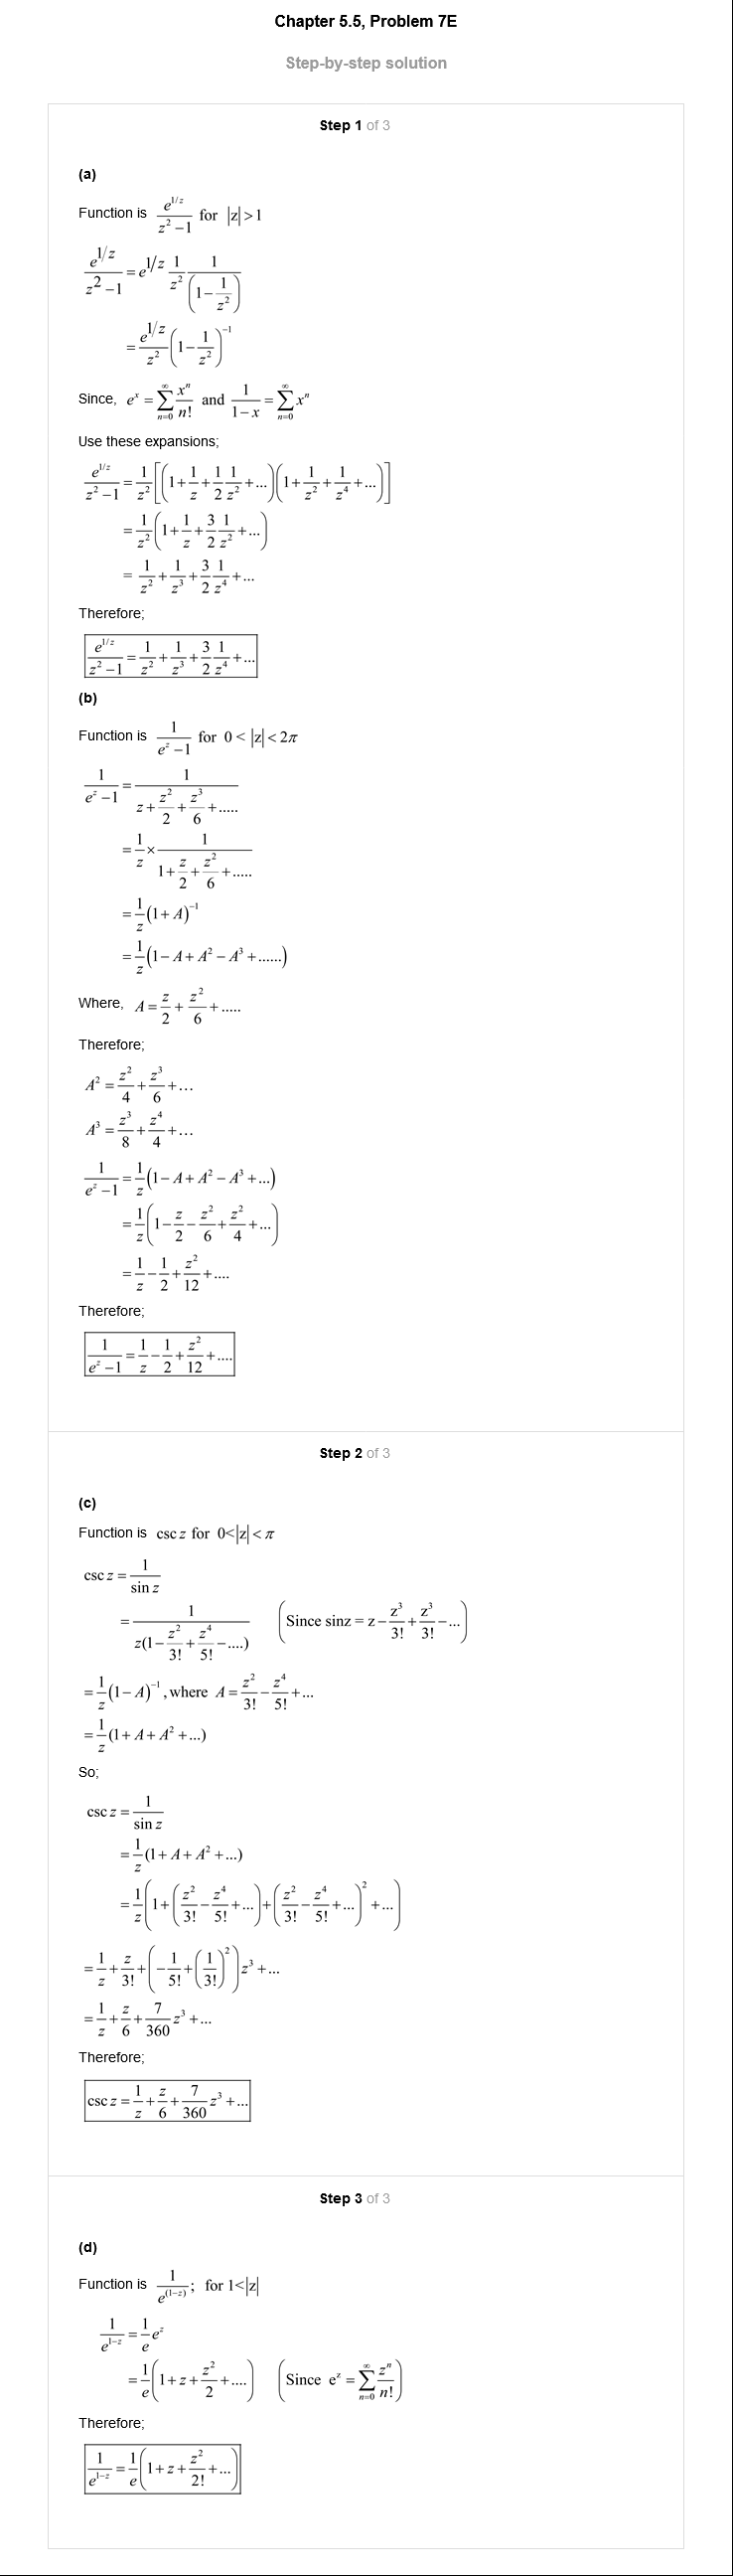 Chapter 5.5, Problem 7E
Step-by-step solution
Step 1 of 3
(a)
Function is $\frac{e^{1/z}}{z^2-1}$ for $|z|>1$
$\frac{e^{1/z}}{z^2-1} = e^{1/z}\frac{1}{z^2}\frac{1}{\left(1-\frac{1}{z^2}\right)}$
$= \frac{e^{1/z}}{z^2}\left(1-\frac{1}{z^2}\right)^{-1}$
Since, $e^x = \sum_{n=0}^{\infty}\frac{x^n}{n!}$ and $\frac{1}{1-x} = \sum_{n=0}^{\infty}x^n$
Use these expansions;
$\frac{e^{1/z}}{z^2-1} = \frac{1}{z^2}\left[\left(1+\frac{1}{z}+\frac{1}{2}\frac{1}{z^2}+...\right)\left(1+\frac{1}{z^2}+\frac{1}{z^4}+...\right)\right]$
$= \frac{1}{z^2}\left(1+\frac{1}{z}+\frac{3}{2}\frac{1}{z^2}+...\right)$
$= \frac{1}{z^2}+\frac{1}{z^3}+\frac{3}{2}\frac{1}{z^4}+...$
Therefore;
$\frac{e^{1/z}}{z^2-1} = \frac{1}{z^2}+\frac{1}{z^3}+\frac{3}{2}\frac{1}{z^4}+...$
(b)
Function is $\frac{1}{e^z-1}$ for $0<|z|<2\pi$
$\frac{1}{e^z-1} = \frac{1}{z+\frac{z^2}{2}+\frac{z^3}{6}+.....}$
$= \frac{1}{z}\times\frac{1}{1+\frac{z}{2}+\frac{z^2}{6}+.....}$
$= \frac{1}{z}(1+A)^{-1}$
$= \frac{1}{z}(1-A+A^2-A^3+......)$
Where, $A = \frac{z}{2}+\frac{z^2}{6}+.....$
Therefore;
$A^2 = \frac{z^2}{4}+\frac{z^3}{6}+...$
$A^3 = \frac{z^3}{8}+\frac{z^4}{4}+...$
$\frac{1}{e^z-1} = \frac{1}{z}(1-A+A^2-A^3+...)$
$= \frac{1}{z}\left(1-\frac{z}{2}-\frac{z^2}{6}+\frac{z^2}{4}+...\right)$
$= \frac{1}{z}-\frac{1}{2}+\frac{z^2}{12}+....$
Therefore;
$\frac{1}{e^z-1} = \frac{1}{z}-\frac{1}{2}+\frac{z^2}{12}+....$
Step 2 of 3
(c)
Function is $\csc z$ for $0<|z|<\pi$
$\csc z = \frac{1}{\sin z}$
$= \frac{1}{z(1-\frac{z^2}{3!}+\frac{z^4}{5!}-....)}$ $\left(\text{Since sinz} = z-\frac{z^3}{3!}+\frac{z^3}{3!}-...\right)$
$= \frac{1}{z}(1-A)^{-1}$, where $A = \frac{z^2}{3!}-\frac{z^4}{5!}+...$
$= \frac{1}{z}(1+A+A^2+...)$
So;
$\csc z = \frac{1}{\sin z}$
$= \frac{1}{z}(1+A+A^2+...)$
$= \frac{1}{z}\left(1+\left(\frac{z^2}{3!}-\frac{z^4}{5!}+...\right)+\left(\frac{z^2}{3!}-\frac{z^4}{5!}+...\right)^2+...\right)$
$= \frac{1}{z}+\frac{z}{3!}+\left(-\frac{1}{5!}+\left(\frac{1}{3!}\right)^2\right)z^3+...$
$= \frac{1}{z}+\frac{z}{6}+\frac{7}{360}z^3+...$
Therefore;
$\csc z = \frac{1}{z}+\frac{z}{6}+\frac{7}{360}z^3+...$
Step 3 of 3
(d)
Function is $\frac{1}{e^{(1-z)}}$; for $1<|z|$
$\frac{1}{e^{1-z}} = \frac{1}{e}e^z$
$= \frac{1}{e}\left(1+z+\frac{z^2}{2}+....\right)$ $\left(\text{Since } e^z = \sum_{n=0}^{\infty}\frac{z^n}{n!}\right)$
Therefore;
$\frac{1}{e^{1-z}} = \frac{1}{e}\left(1+z+\frac{z^2}{2!}+...\right)$